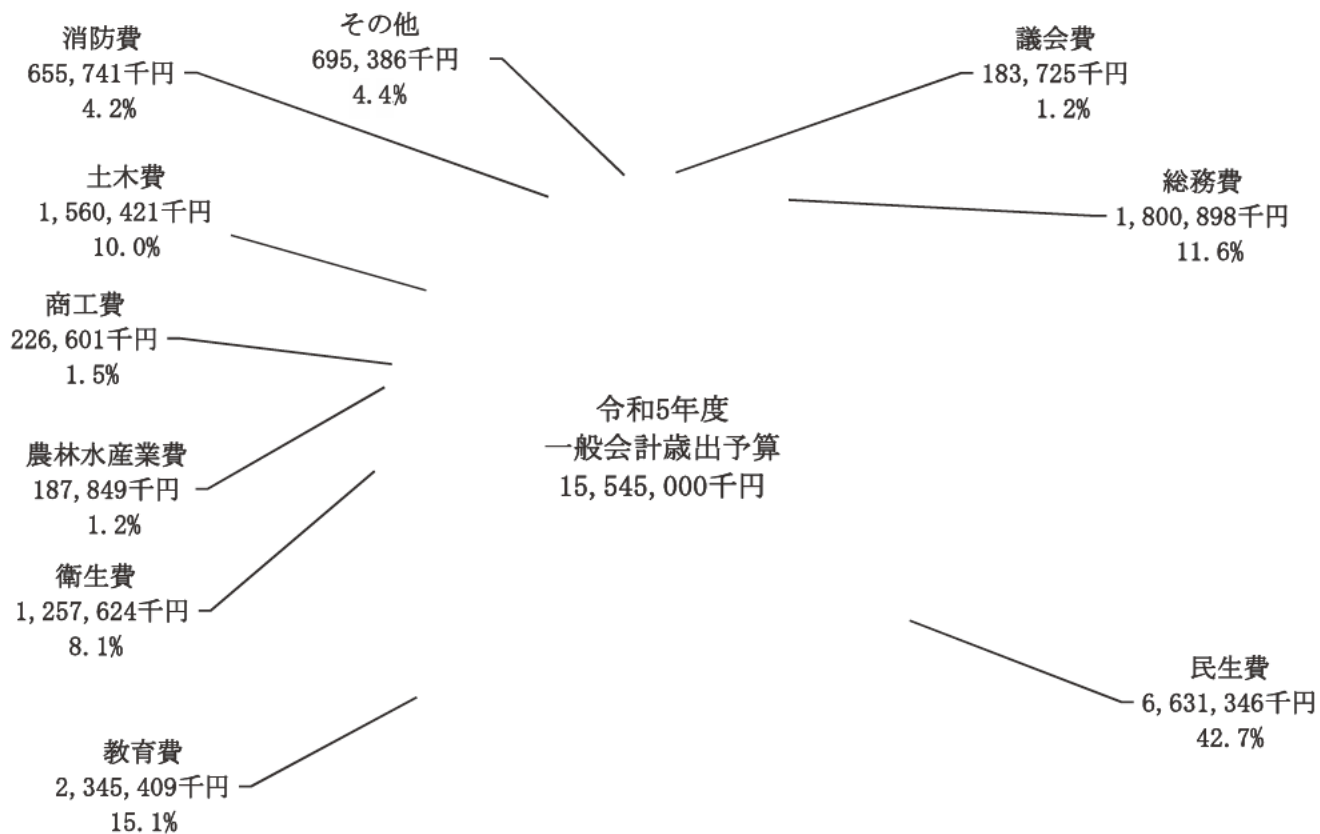 その他
695,386千円
4.4%
議会費
183,725千円
1.2%
総務費
1,800,898千円
11.6%
民生費
6,631,346千円
42.7%
教育費
2,345,409千円
15.1%
衛生費
1,257,624千円
8.1%
農林水産業費
187,849千円
1.2%
商工費
226,601千円
1.5%
土木費
1,560,421千円
10.0%
消防費
655,741千円
4.2%
令和5年度
一般会計歳出予算
15,545,000千円